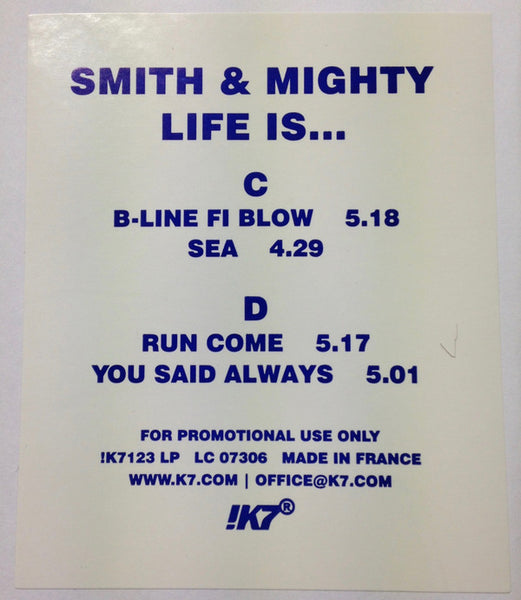 SMITH & MIGHTY
LIFE IS...
C
B-LINE FI BLOW 5.18
SEA 4.29
D
RUN COME 5.17
YOU SAID ALWAYS 5.01
FOR PROMOTIONAL USE ONLY
!K7123 LP LC 07306 MADE IN FRANCE
WWW.K7.COM | OFFICE@K7.COM
!K7®